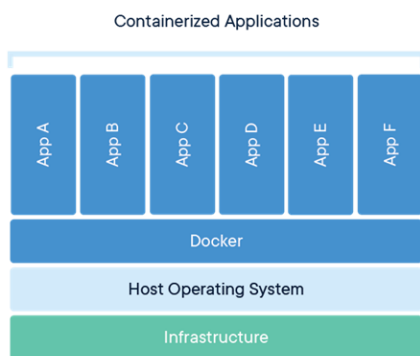 Containerized Applications
App A
App B
App C
App D
App E
App F
Docker
Host Operating System
Infrastructure